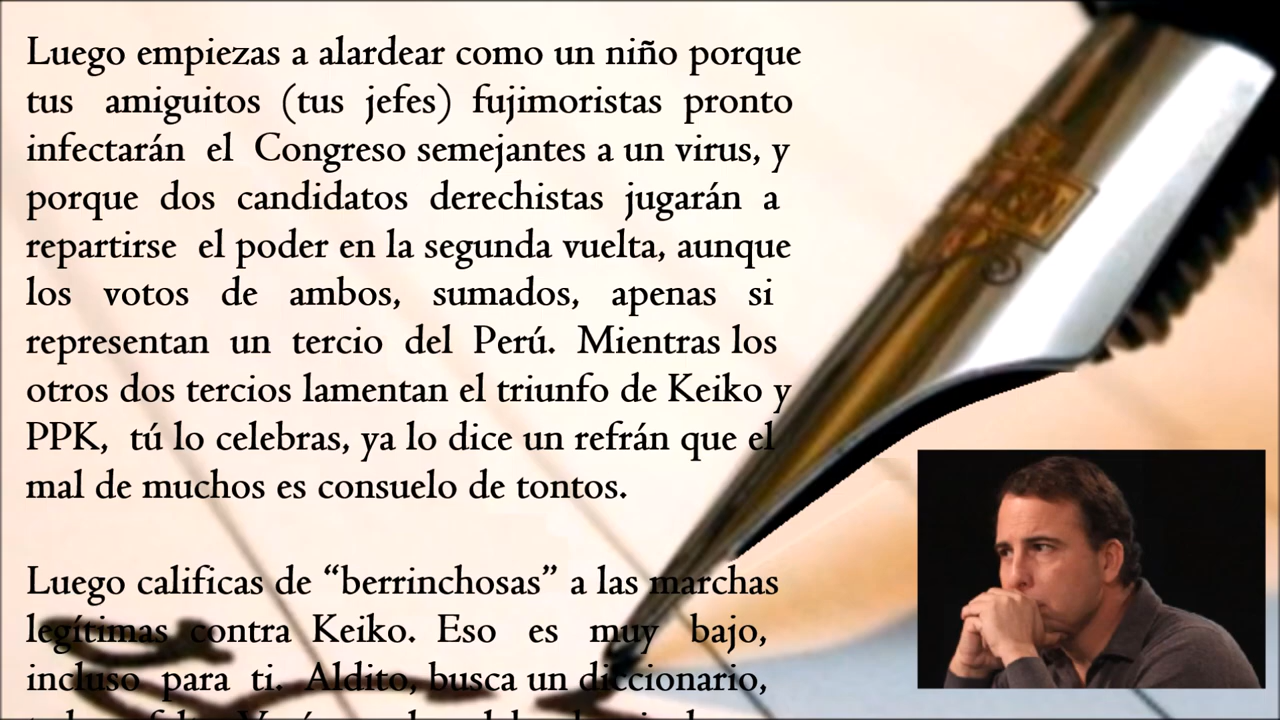 Luego empiezas a alardear como un niño porque
tus amiguitos (tus jefes) fujimoristas pronto
infectarán el Congreso semejantes a un virus, y
porque dos candidatos derechistas jugarán a
repartirse el poder en la segunda vuelta, aunque
los votos de ambos, sumados, apenas si
representan un tercio del Perú. Mientras los
otros dos tercios lamentan el triunfo de Keiko y
PPK, tú lo celebras, ya lo dice un refrán que el
mal de muchos es consuelo de tontos.
Luego calificas de “berrinchosas” a las marchas
legítimas contra Keiko. Eso es muy bajo,
incluso para ti. Aldito, busca un diccionario,